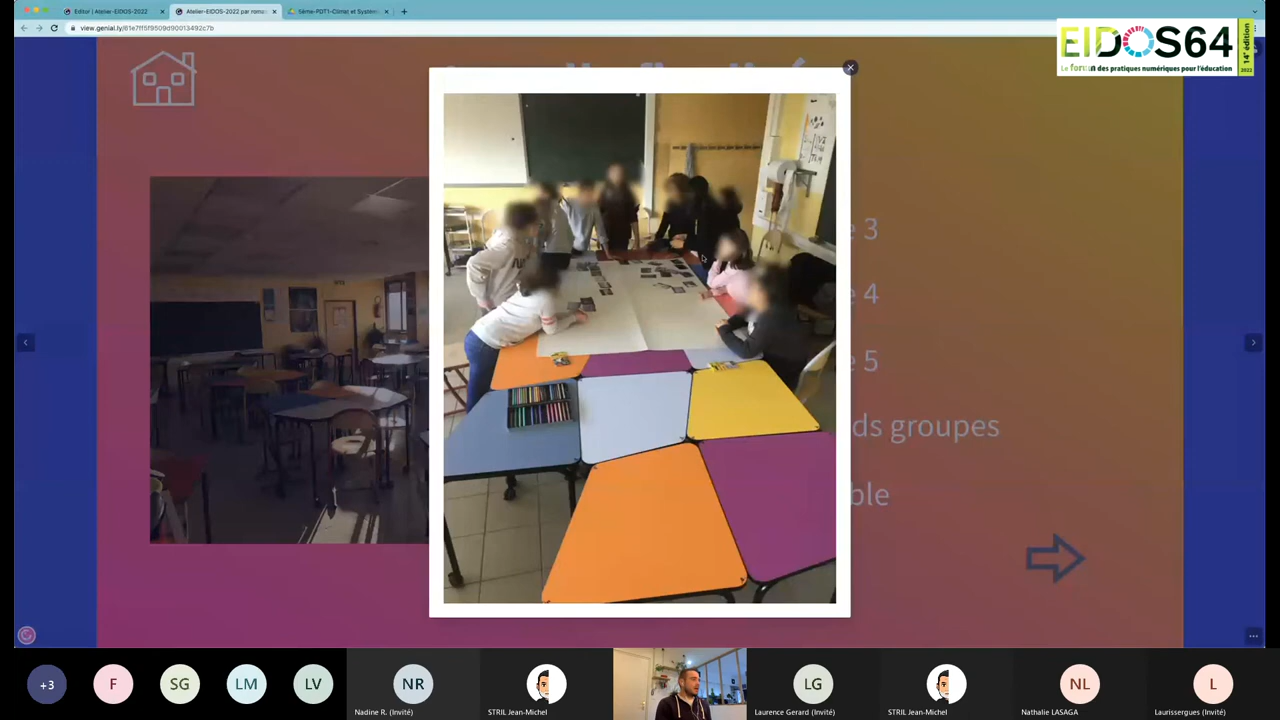 Editor | Atelier-EIDOS-2022
Atelier-EIDOS-2022 par roma
6ème-PDT1-Climat et Systèm
view.genial.ly/61e7ff5f9509d90013492c7b
EIDOS64
Le forum des pratiques numériques pour l'éducation
14e édition
2022
e 3
e 4
e 5
ds groupes
ble
+3
F
SG
LM
LV
NR
LG
NL
L
Nadine R. (Invité)
STRIL Jean-Michel
Laurence Gerard (Invité)
STRIL Jean-Michel
Nathalie LASAGA
Laurissergues (Invité)